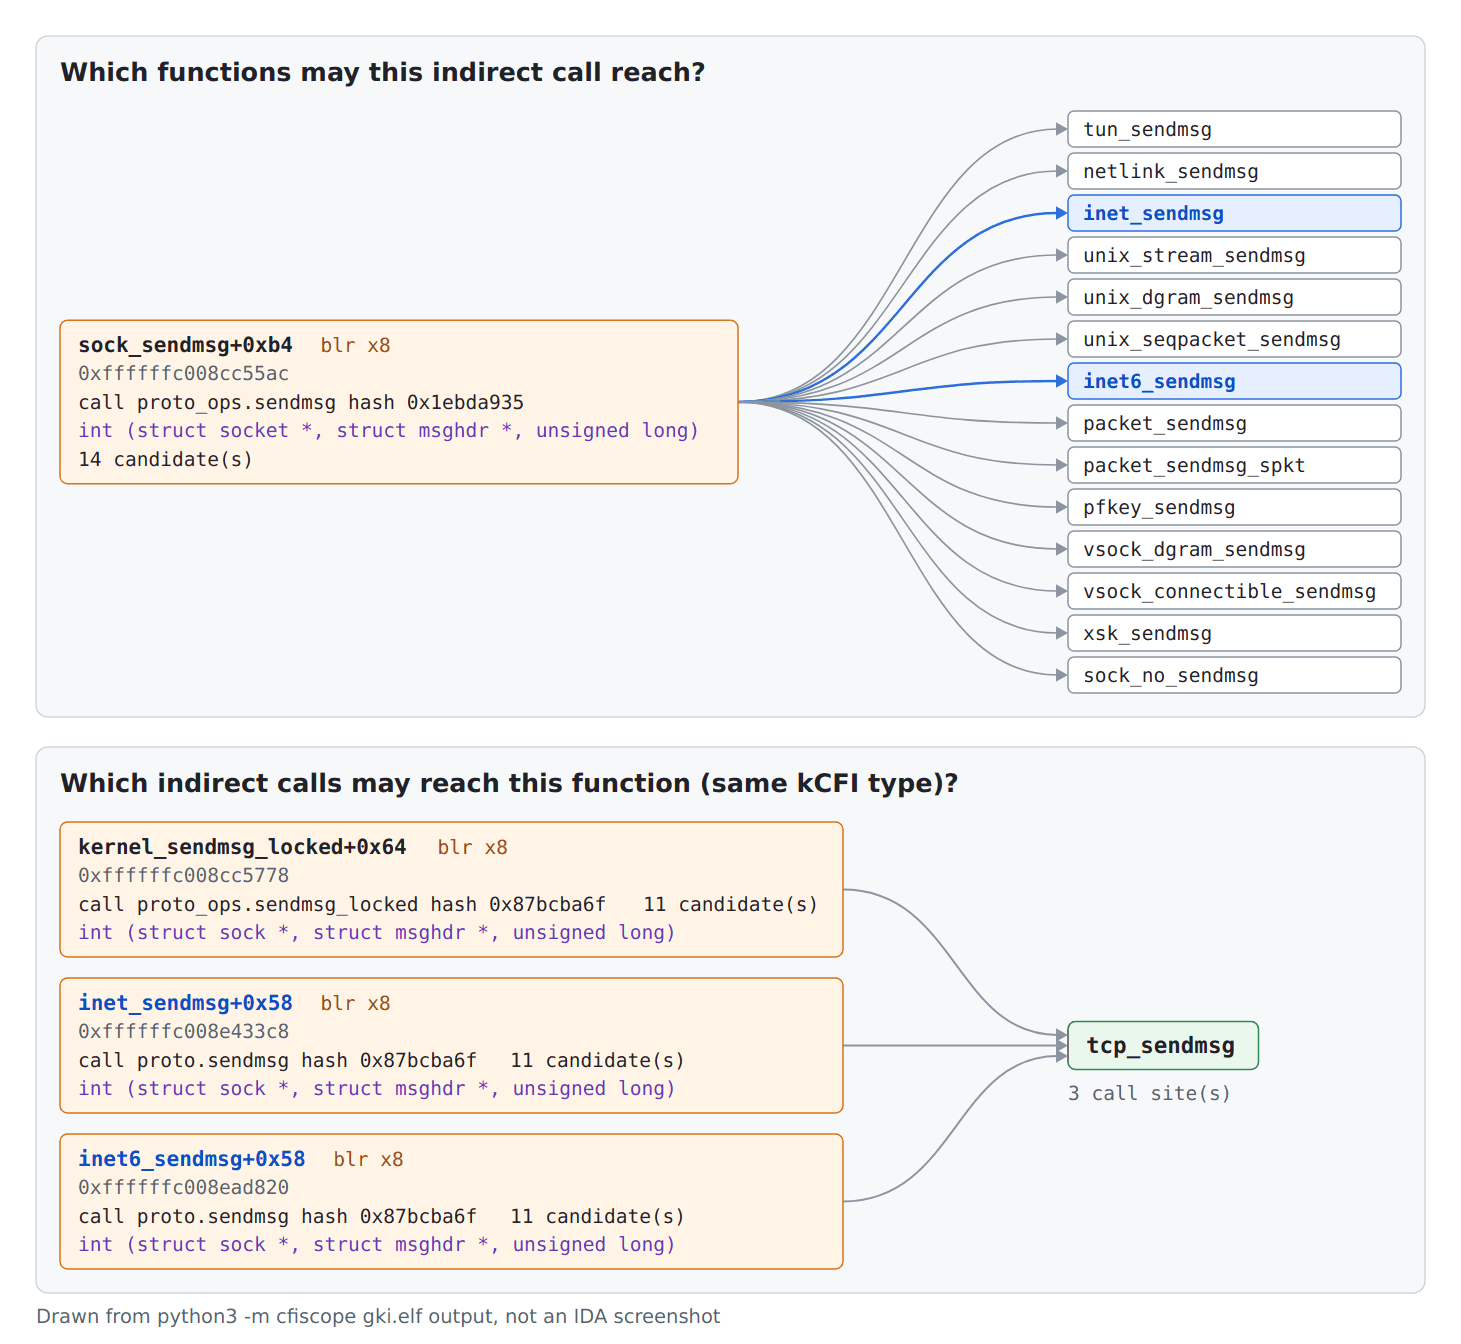 Which functions may this indirect call reach?
tun_sendmsg
netlink_sendmsg
inet_sendmsg
unix_stream_sendmsg
unix_dgram_sendmsg
unix_seqpacket_sendmsg
inet6_sendmsg
packet_sendmsg
packet_sendmsg_spkt
pfkey_sendmsg
vsock_dgram_sendmsg
vsock_connectible_sendmsg
xsk_sendmsg
sock_no_sendmsg
sock_sendmsg+0xb4 blr x8
0xffffffc008cc55ac
call proto_ops.sendmsg hash 0x1ebda935
int (struct socket *, struct msghdr *, unsigned long)
14 candidate(s)
Which indirect calls may reach this function (same kCFI type)?
kernel_sendmsg_locked+0x64 blr x8
0xffffffc008cc5778
call proto_ops.sendmsg_locked hash 0x87bcba6f 11 candidate(s)
int (struct sock *, struct msghdr *, unsigned long)
inet_sendmsg+0x58 blr x8
0xffffffc008e433c8
call proto.sendmsg hash 0x87bcba6f 11 candidate(s)
int (struct sock *, struct msghdr *, unsigned long)
inet6_sendmsg+0x58 blr x8
0xffffffc008ead820
call proto.sendmsg hash 0x87bcba6f 11 candidate(s)
int (struct sock *, struct msghdr *, unsigned long)
tcp_sendmsg
3 call site(s)
Drawn from python3 -m cfiscope gki.elf output, not an IDA screenshot